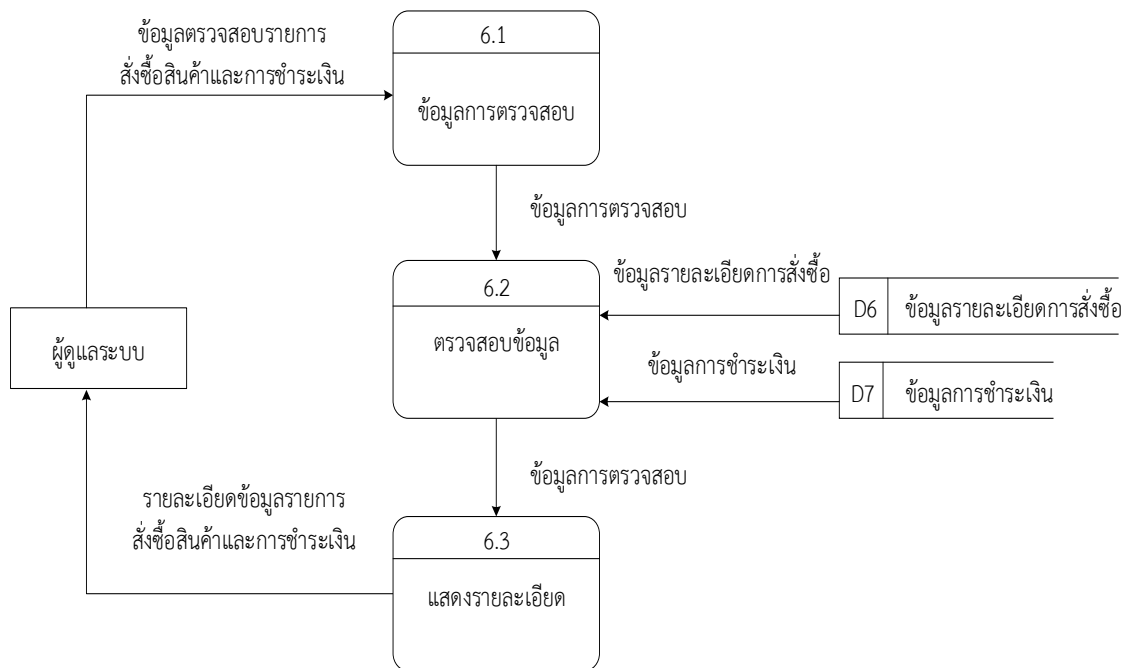 ข้อมูลตรวจสอบรายการ
สั่งซื้อสินค้าและการชำระเงิน
6.1
ข้อมูลการตรวจสอบ
ข้อมูลการตรวจสอบ
6.2
ตรวจสอบข้อมูล
ข้อมูลรายละเอียดการสั่งซื้อ
D6 ข้อมูลรายละเอียดการสั่งซื้อ
ผู้ดูแลระบบ
ข้อมูลการชำระเงิน
D7 ข้อมูลการชำระเงิน
ข้อมูลการตรวจสอบ
รายละเอียดข้อมูลรายการ
สั่งซื้อสินค้าและการชำระเงิน
6.3
แสดงรายละเอียด